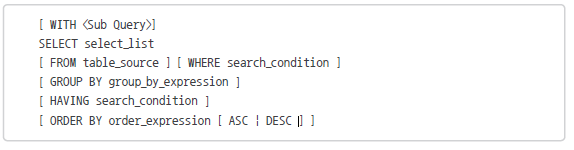 [ WITH <Sub Query>]
SELECT select_list
[ FROM table_source ] [ WHERE search_condition ]
[ GROUP BY group_by_expression ]
[ HAVING search_condition ]
[ ORDER BY order_expression [ ASC | DESC ] ]